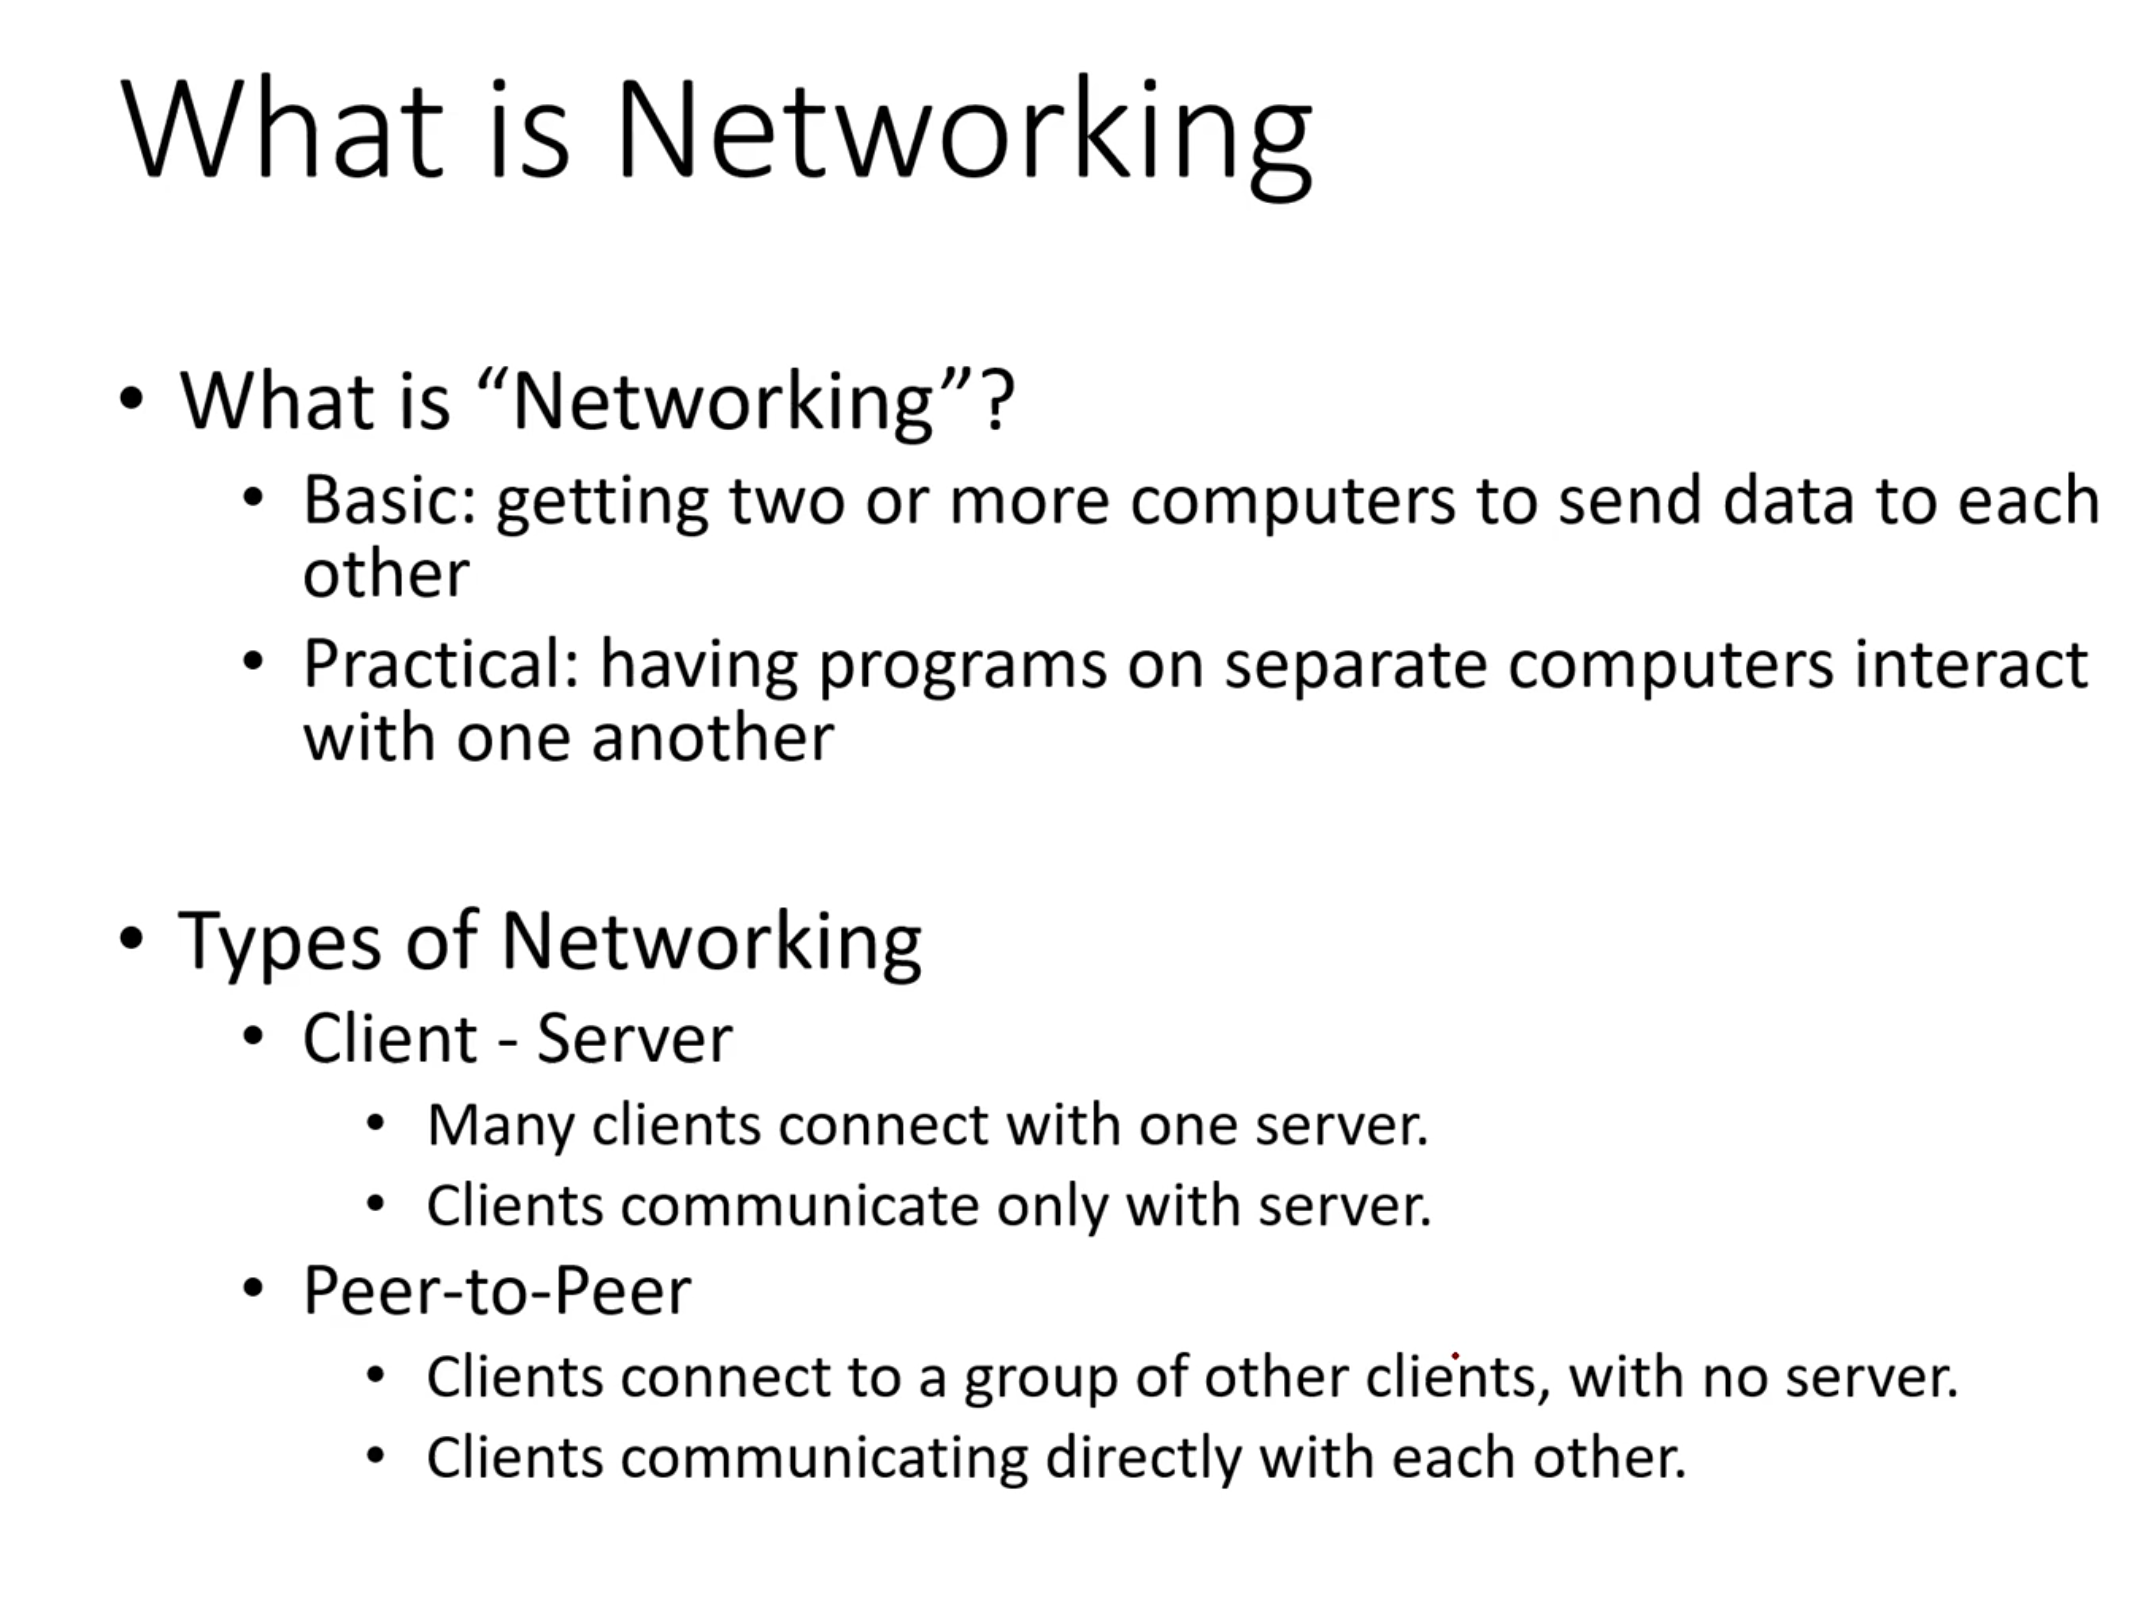 What is Networking
• What is “Networking”?
• Basic: getting two or more computers to send data to each
other
• Practical: having programs on separate computers interact
with one another
• Types of Networking
• Client - Server
• Many clients connect with one server.
• Clients communicate only with server.
• Peer-to-Peer
• Clients connect to a group of other clients, with no server.
• Clients communicating directly with each other.